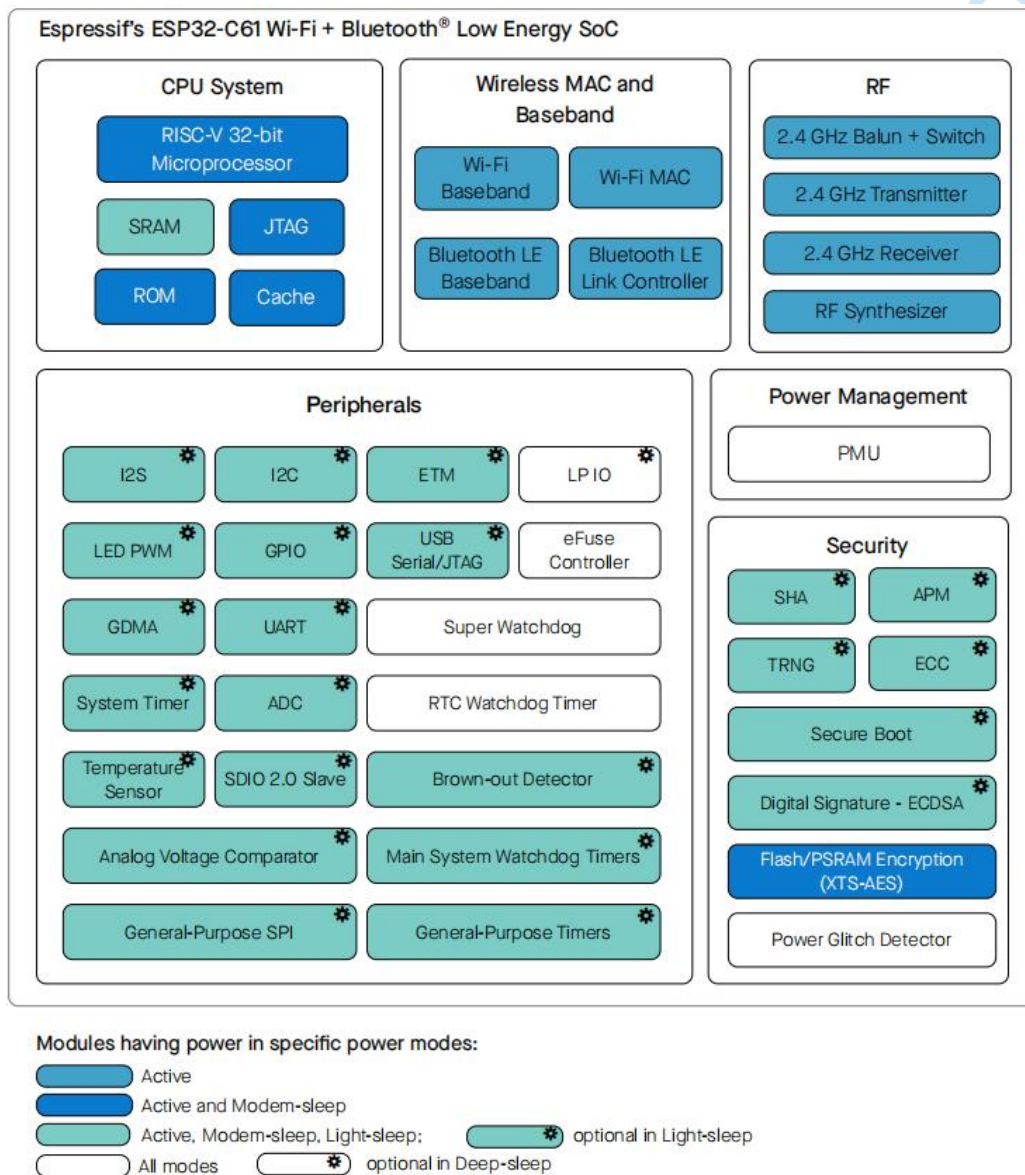 Espressif's ESP32-C61 Wi-Fi + Bluetooth® Low Energy SoC
CPU System
RISC-V 32-bit
Microprocessor
SRAM
JTAG
ROM
Cache
Wireless MAC and
Baseband
Wi-Fi
Baseband
Wi-Fi MAC
Bluetooth LE
Baseband
Bluetooth LE
Link Controller
RF
2.4 GHz Balun + Switch
2.4 GHz Transmitter
2.4 GHz Receiver
RF Synthesizer
Peripherals
I2S
I2C
ETM
LP IO
LED PWM
GPIO
USB
Serial/JTAG
eFuse
Controller
GDMA
UART
Super Watchdog
System Timer
ADC
RTC Watchdog Timer
Temperature
Sensor
SDIO 2.0 Slave
Brown-out Detector
Analog Voltage Comparator
Main System Watchdog Timers
General-Purpose SPI
General-Purpose Timers
Power Management
PMU
Security
SHA
APM
TRNG
ECC
Secure Boot
Digital Signature - ECDSA
Flash/PSRAM Encryption
(XTS-AES)
Power Glitch Detector
Modules having power in specific power modes:
Active
Active and Modem-sleep
Active, Modem-sleep, Light-sleep; optional in Light-sleep
All modes optional in Deep-sleep